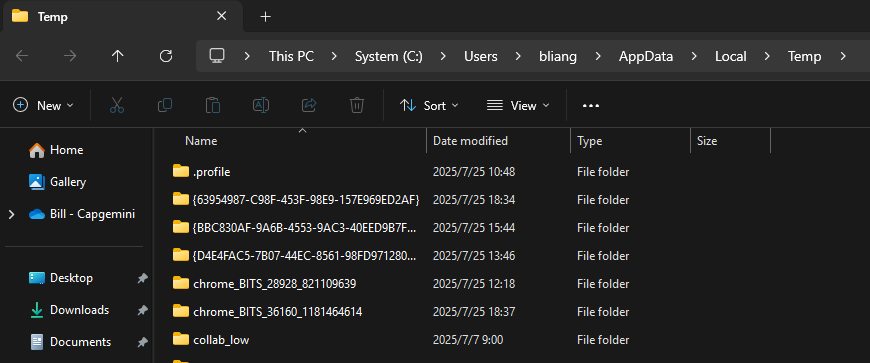 Temp
This PC > System (C:) > Users > bliang > AppData > Local > Temp >
New Sort View ...
Name Date modified Type Size
Home
Gallery
Bill - Capgemini
Desktop
Downloads
Documents
.profile 2025/7/25 10:48 File folder
{63954987-C98F-453F-98E9-157E969ED2AF} 2025/7/25 18:34 File folder
{BBC830AF-9A6B-4553-9AC3-40EED9B7F... 2025/7/25 15:44 File folder
{D4E4FAC5-7B07-44EC-8561-98FD971280... 2025/7/25 13:46 File folder
chrome_BITS_28928_821109639 2025/7/25 12:18 File folder
chrome_BITS_36160_1181464614 2025/7/25 18:37 File folder
collab_low 2025/7/7 9:00 File folder